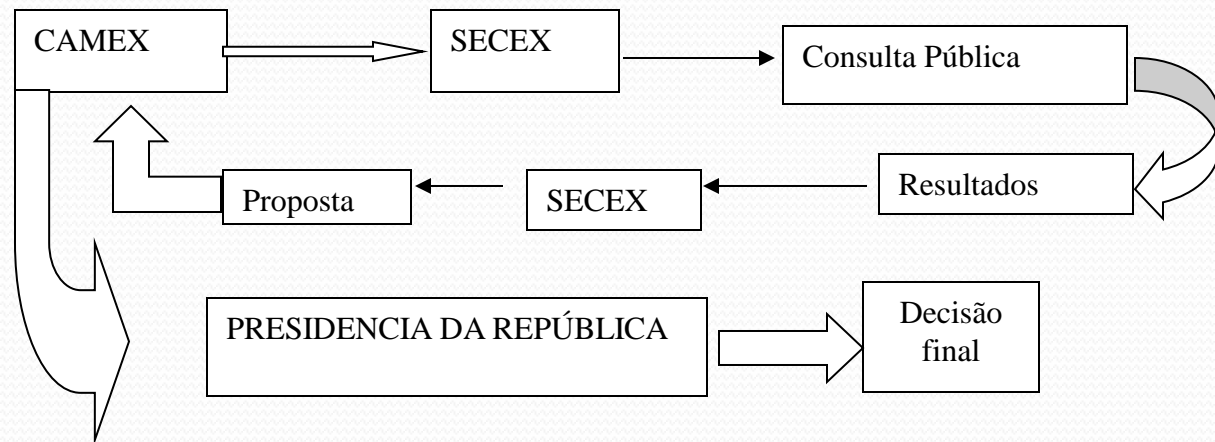 CAMEX
SECEX
Consulta Pública
Resultados
SECEX
Proposta
PRESIDENCIA DA REPÚBLICA
Decisão
final